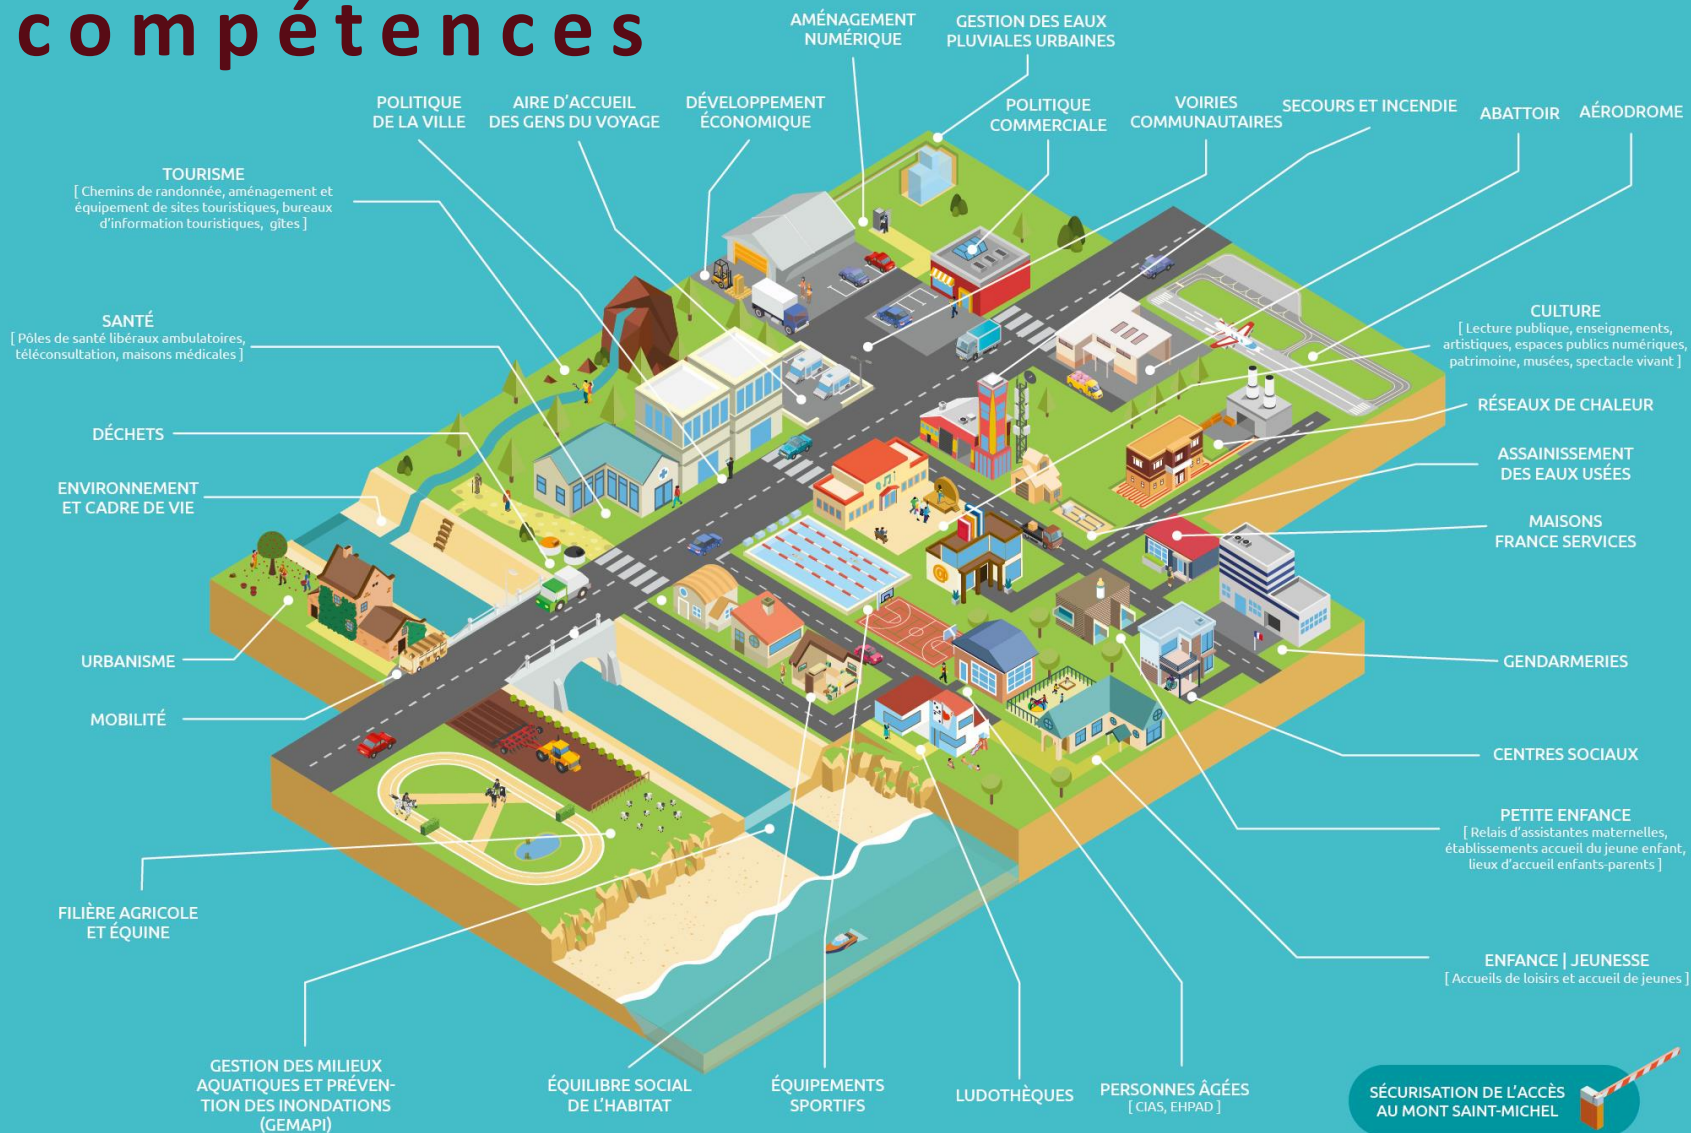 compétences
AMÉNAGEMENT
NUMÉRIQUE
GESTION DES EAUX
PLUVIALES URBAINES
POLITIQUE
DE LA VILLE
AIRE D'ACCUEIL
DES GENS DU VOYAGE
DÉVELOPPEMENT
ÉCONOMIQUE
POLITIQUE
COMMERCIALE
VOIRIES
COMMUNAUTAIRES
SECOURS ET INCENDIE
ABATTOIR
AÉRODROME
TOURISME
[ Chemins de randonnée, aménagement et
équipement de sites touristiques, bureaux
d'information touristiques, gîtes ]
SANTÉ
[ Pôles de santé libéraux ambulatoires,
téléconsultation, maisons médicales ]
CULTURE
[ Lecture publique, enseignements,
artistiques, espaces publics numériques,
patrimoine, musées, spectacle vivant ]
DÉCHETS
RÉSEAUX DE CHALEUR
ENVIRONNEMENT
ET CADRE DE VIE
ASSAINISSEMENT
DES EAUX USÉES
MAISONS
FRANCE SERVICES
URBANISME
GENDARMERIES
MOBILITÉ
CENTRES SOCIAUX
PETITE ENFANCE
[ Relais d'assistantes maternelles,
établissements accueil du jeune enfant,
lieux d'accueil enfants-parents ]
FILIÈRE AGRICOLE
ET ÉQUINE
ENFANCE | JEUNESSE
[ Accueils de loisirs et accueil de jeunes ]
GESTION DES MILIEUX
AQUATIQUES ET PRÉVEN-
TION DES INONDATIONS
(GEMAPI)
ÉQUILIBRE SOCIAL
DE L'HABITAT
ÉQUIPEMENTS
SPORTIFS
LUDOTHÈQUES
PERSONNES ÂGÉES
[ CIAS, EHPAD ]
SÉCURISATION DE L'ACCÈS
AU MONT SAINT-MICHEL
@